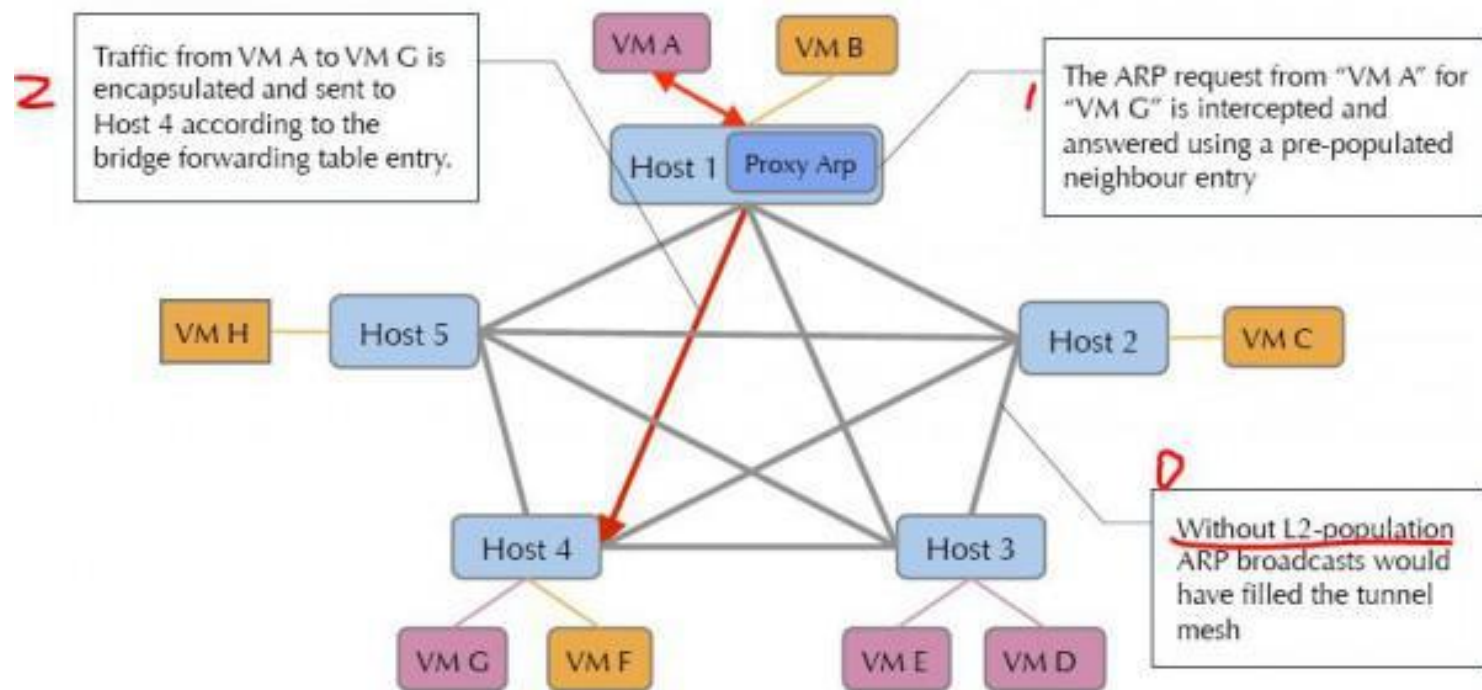 2
Traffic from VM A to VM G is
encapsulated and sent to
Host 4 according to the
bridge forwarding table entry.
VM A
VM B
1
The ARP request from “VM A” for
“VM G” is intercepted and
answered using a pre-populated
neighbour entry
Host 1
Proxy Arp
VM H
Host 5
Host 2
VM C
0
Without L2-population
ARP broadcasts would
have filled the tunnel
mesh
Host 4
Host 3
VM G
VM F
VM E
VM D